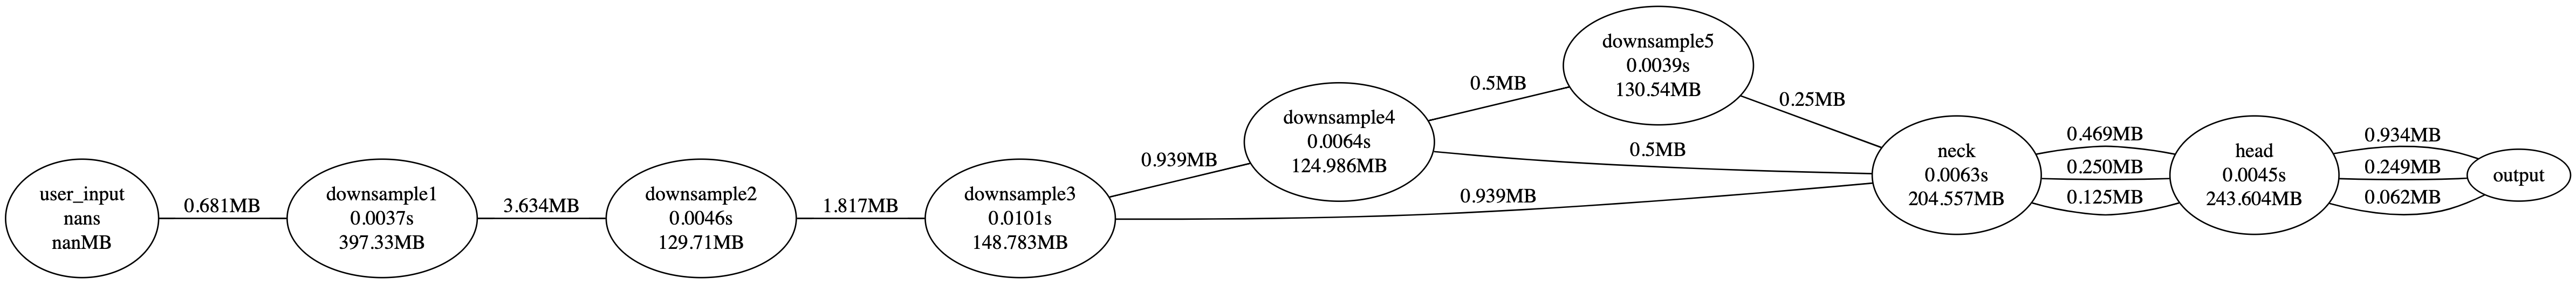 user_input
nans
nanMB
0.681MB
downsample1
0.0037s
397.33MB
3.634MB
downsample2
0.0046s
129.71MB
1.817MB
downsample3
0.0101s
148.783MB
0.939MB
0.939MB
downsample4
0.0064s
124.986MB
0.5MB
0.5MB
downsample5
0.0039s
130.54MB
0.25MB
neck
0.0063s
204.557MB
0.469MB
0.250MB
0.125MB
head
0.0045s
243.604MB
0.934MB
0.249MB
0.062MB
output